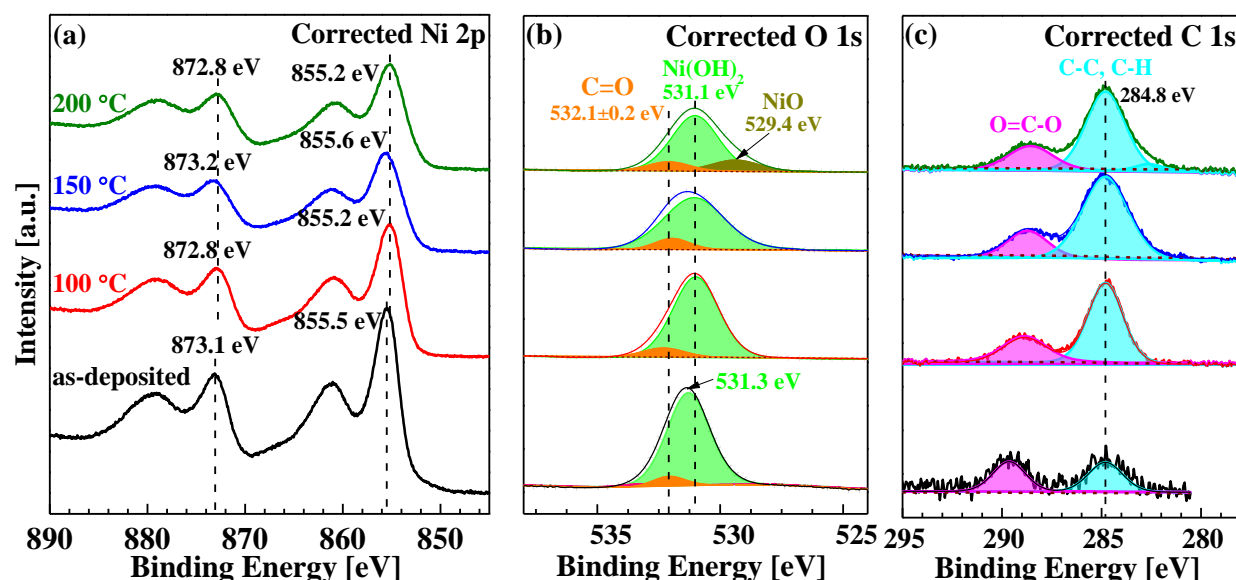 (a)
Corrected Ni 2p
872.8 eV
855.2 eV
200 °C
873.2 eV
855.6 eV
150 °C
872.8 eV
855.2 eV
100 °C
873.1 eV
855.5 eV
as-deposited
Intensity [a.u.]
890
880
870
860
850
Binding Energy [eV]
(b)
Corrected O 1s
C=O
532.1±0.2 eV
Ni(OH)2
531.1 eV
NiO
529.4 eV
531.3 eV
535
530
524
Binding Energy [eV]
(c)
Corrected C 1s
C-C, C-H
284.8 eV
O=C-O
295
290
285
280
Binding Energy [eV]